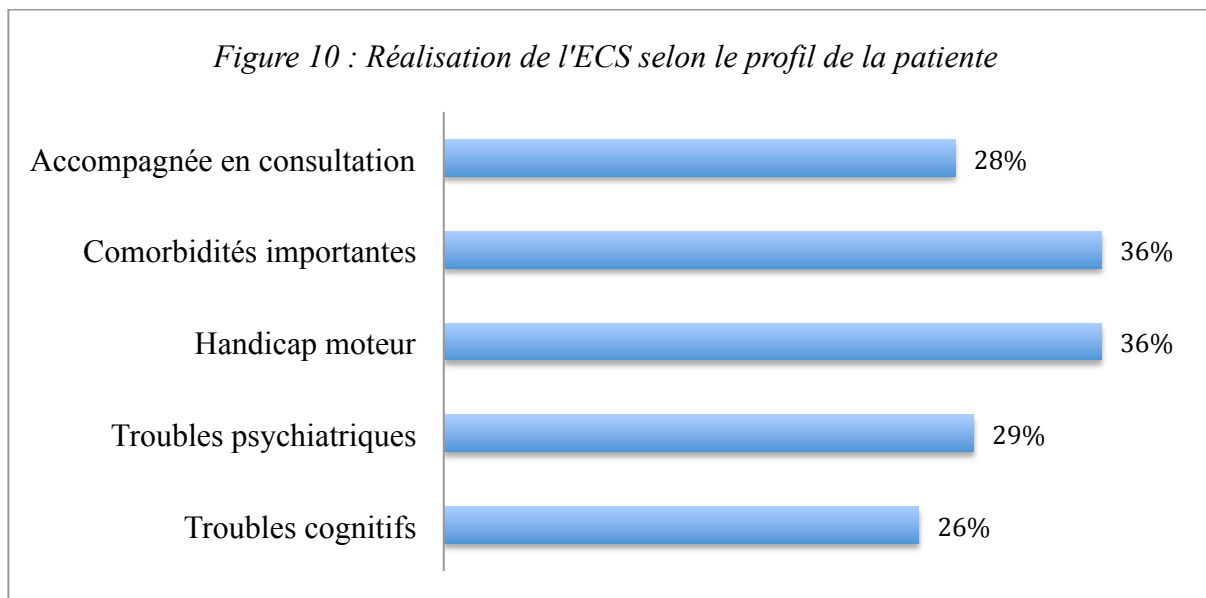 Figure 10 : Réalisation de l'ECS selon le profil de la patiente
Accompagnée en consultation 28%
Comorbidités importantes 36%
Handicap moteur 36%
Troubles psychiatriques 29%
Troubles cognitifs 26%